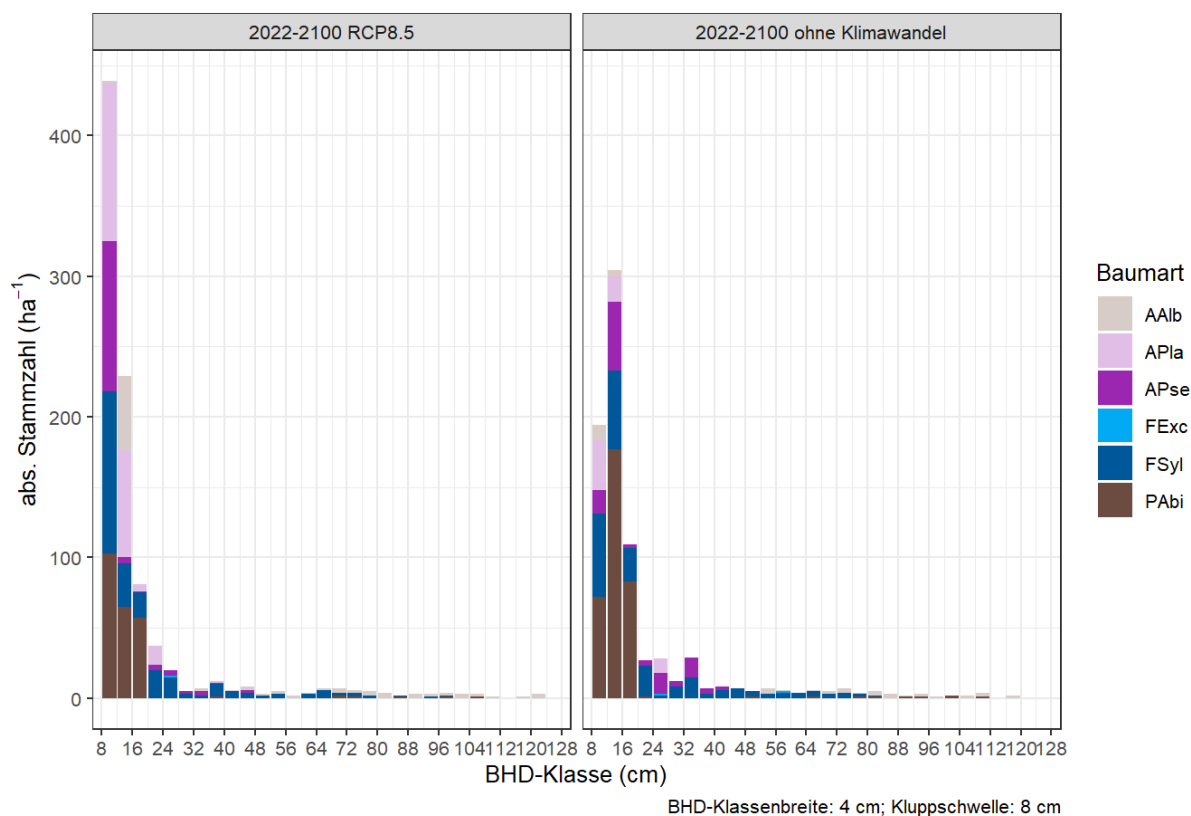 2022-2100 RCP8.5
2022-2100 ohne Klimawandel
abs. Stammzahl (ha⁻¹)
400
300
200
100
0
8 16 24 32 40 48 56 64 72 80 88 96 104 112 120 128
8 16 24 32 40 48 56 64 72 80 88 96 104 112 120 128
BHD-Klasse (cm)
BHD-Klassenbreite: 4 cm; Kluppschwelle: 8 cm
Baumart
AAlb
APla
APse
FExc
FSyl
PAbi